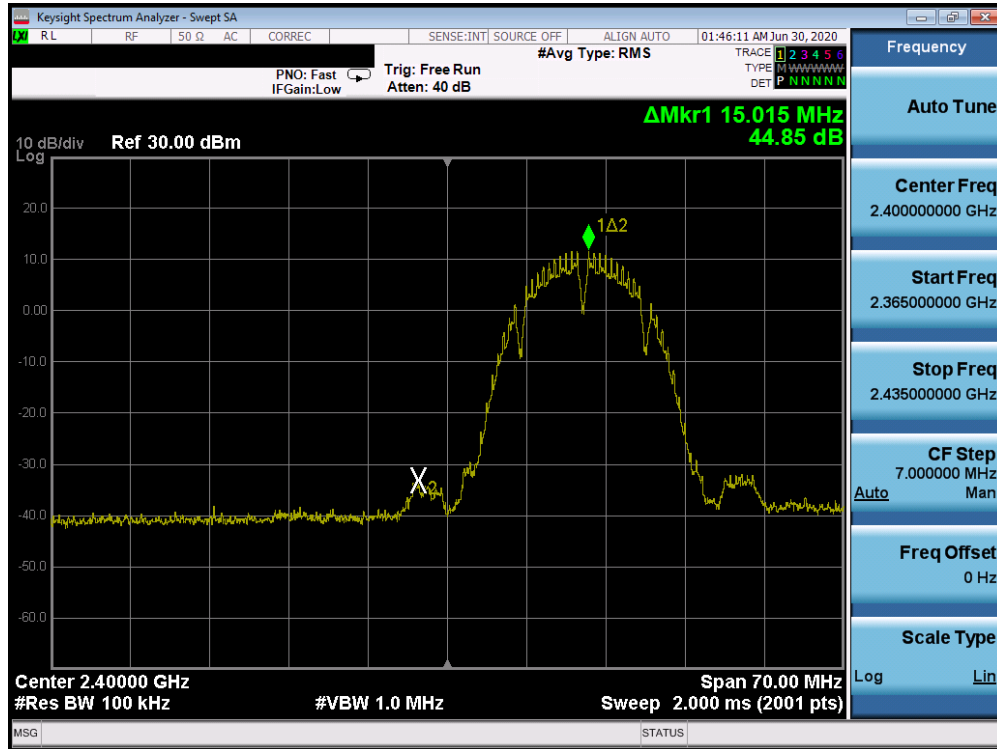 Keysight Spectrum Analyzer - Swept SA
LXI RL RF 50 Ω AC CORREC SENSE:INT SOURCE OFF ALIGN AUTO 01:46:11 AM Jun 30, 2020
#Avg Type: RMS
TRACE 1 2 3 4 5 6
TYPE M WWWWW
DET P N N N N N
PNO: Fast
IFGain:Low
Trig: Free Run
Atten: 40 dB
ΔMkr1 15.015 MHz
44.85 dB
10 dB/div Ref 30.00 dBm
Log
20.0
10.0
0.00
-10.0
-20.0
-30.0
-40.0
-50.0
-60.0
1Δ2
X2
Center 2.40000 GHz
#Res BW 100 kHz
#VBW 1.0 MHz
Span 70.00 MHz
Sweep 2.000 ms (2001 pts)
MSG
STATUS
Frequency
Auto Tune
Center Freq
2.400000000 GHz
Start Freq
2.365000000 GHz
Stop Freq
2.435000000 GHz
CF Step
7.000000 MHz
Auto Man
Freq Offset
0 Hz
Scale Type
Log Lin